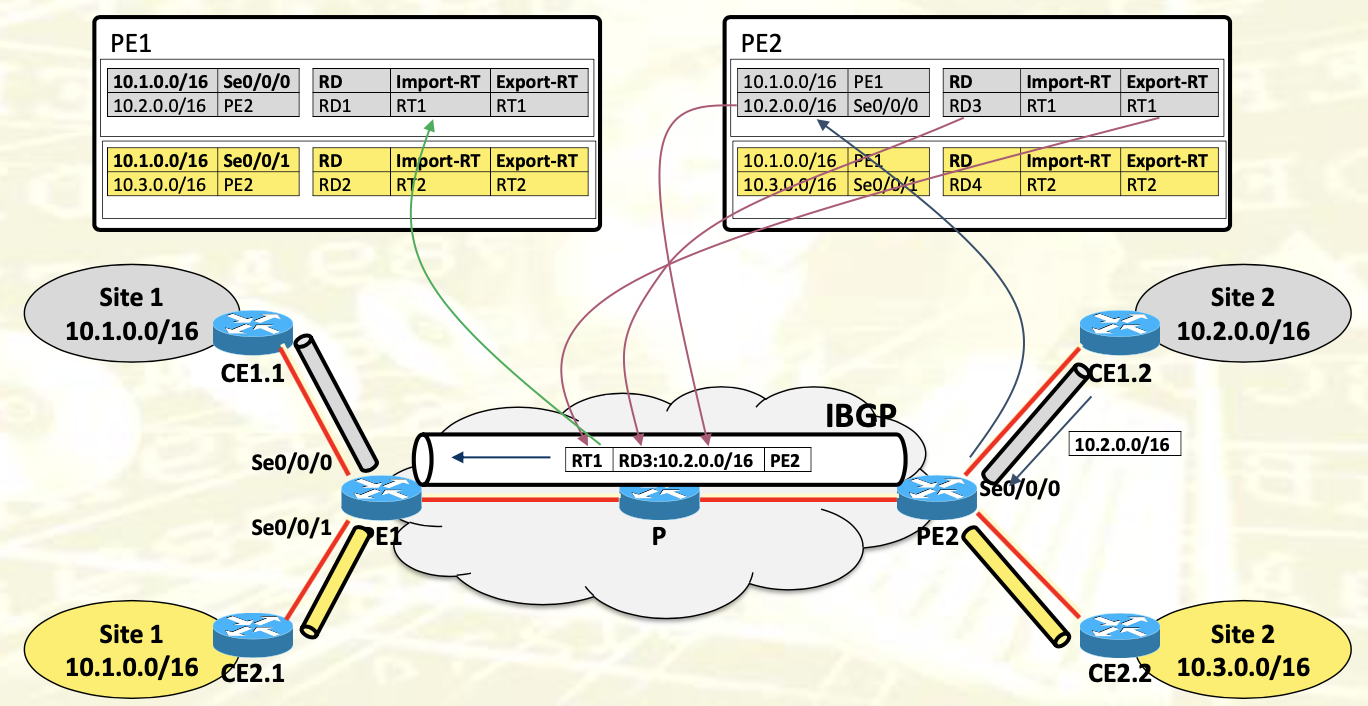 PE1
10.1.0.0/16 Se0/0/0 RD Import-RT Export-RT
10.2.0.0/16 PE2 RD1 RT1 RT1
10.1.0.0/16 Se0/0/1 RD Import-RT Export-RT
10.3.0.0/16 PE2 RD2 RT2 RT2
PE2
10.1.0.0/16 PE1 RD Import-RT Export-RT
10.2.0.0/16 Se0/0/0 RD3 RT1 RT1
10.1.0.0/16 PE1 RD Import-RT Export-RT
10.3.0.0/16 Se0/0/1 RD4 RT2 RT2
Site 1
10.1.0.0/16
CE1.1
Site 2
10.2.0.0/16
CE1.2
IBGP
10.2.0.0/16
RT1 RD3:10.2.0.0/16 PE2
Se0/0/0
Se0/0/0
Se0/0/1
PE1
P
PE2
Site 1
10.1.0.0/16
CE2.1
Site 2
10.3.0.0/16
CE2.2